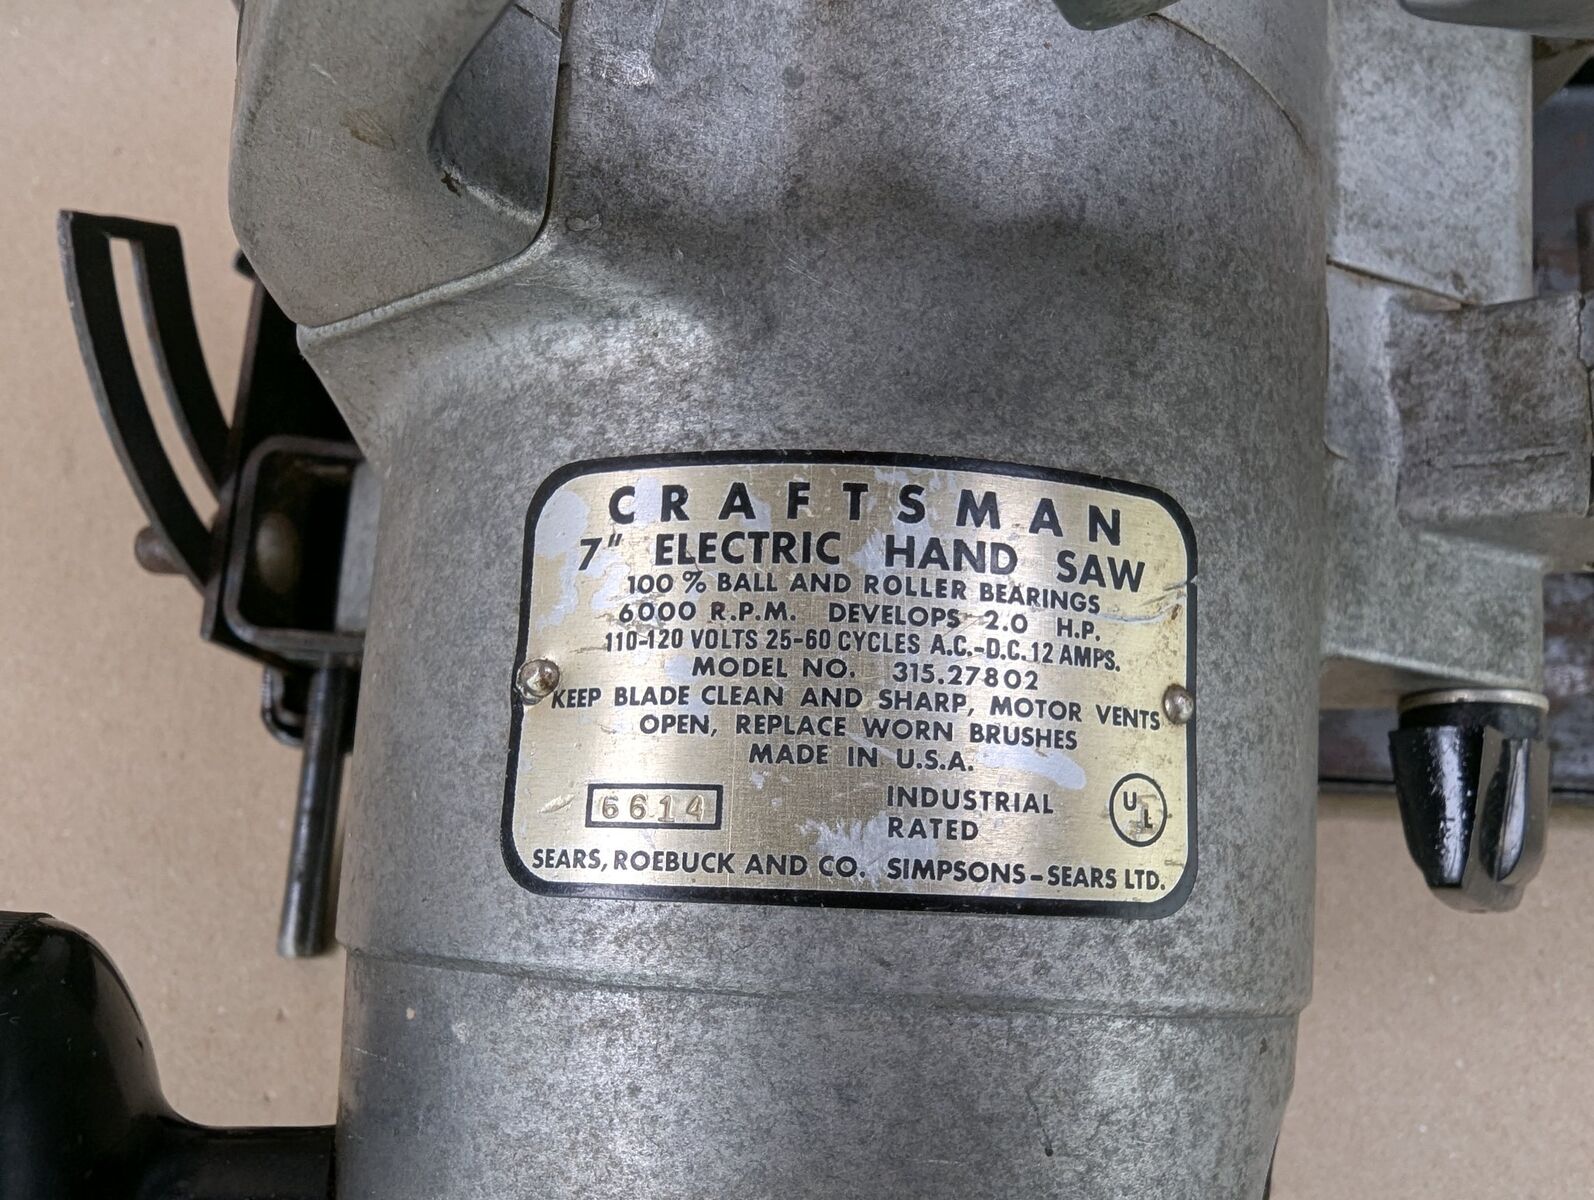 CRAFTSMAN
7" ELECTRIC HAND SAW
100 % BALL AND ROLLER BEARINGS
6000 R.P.M. DEVELOPS 2.0 H.P.
110-120 VOLTS 25-60 CYCLES A.C.-D.C. 12 AMPS.
MODEL NO. 315.27802
KEEP BLADE CLEAN AND SHARP, MOTOR VENTS
OPEN, REPLACE WORN BRUSHES
MADE IN U.S.A.
6614
INDUSTRIAL
RATED
UL
SEARS, ROEBUCK AND CO. SIMPSONS-SEARS LTD.